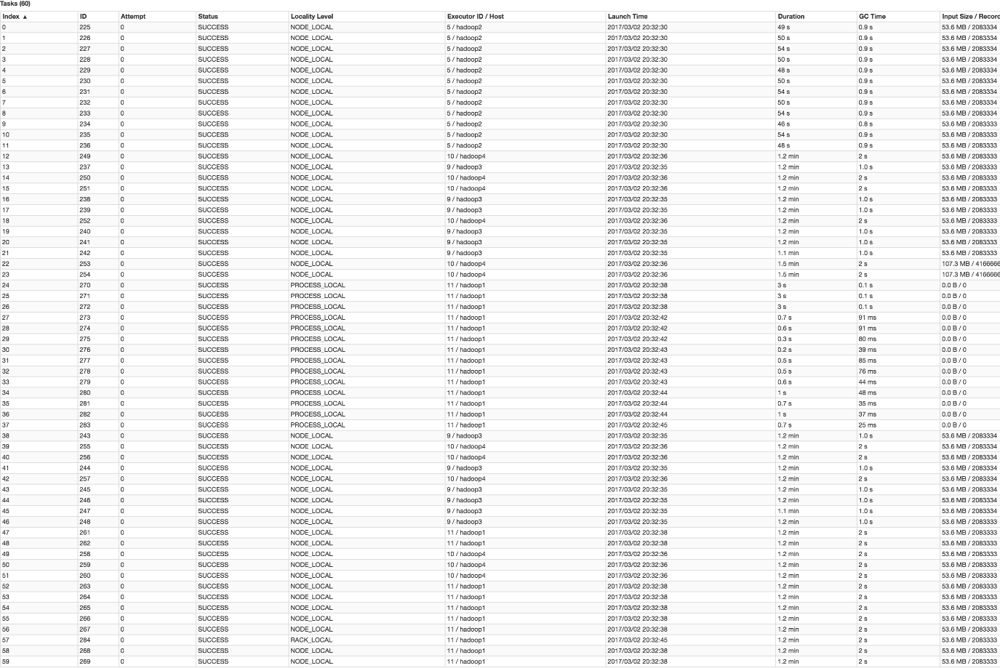 Tasks (60)
Index ▲ ID Attempt Status Locality Level Executor ID / Host Launch Time Duration GC Time Input Size / Record
0 225 0 SUCCESS NODE_LOCAL 5 / hadoop2 2017/03/02 20:32:30 49 s 0.9 s 53.6 MB / 2083334
1 226 0 SUCCESS NODE_LOCAL 5 / hadoop2 2017/03/02 20:32:30 50 s 0.9 s 53.6 MB / 2083334
2 227 0 SUCCESS NODE_LOCAL 5 / hadoop2 2017/03/02 20:32:30 54 s 0.9 s 53.6 MB / 2083334
3 228 0 SUCCESS NODE_LOCAL 5 / hadoop2 2017/03/02 20:32:30 50 s 0.9 s 53.6 MB / 2083334
4 229 0 SUCCESS NODE_LOCAL 5 / hadoop2 2017/03/02 20:32:30 48 s 0.9 s 53.6 MB / 2083334
5 230 0 SUCCESS NODE_LOCAL 5 / hadoop2 2017/03/02 20:32:30 50 s 0.9 s 53.6 MB / 2083334
6 231 0 SUCCESS NODE_LOCAL 5 / hadoop2 2017/03/02 20:32:30 54 s 0.9 s 53.6 MB / 2083334
7 232 0 SUCCESS NODE_LOCAL 5 / hadoop2 2017/03/02 20:32:30 50 s 0.9 s 53.6 MB / 2083334
8 233 0 SUCCESS NODE_LOCAL 5 / hadoop2 2017/03/02 20:32:30 54 s 0.9 s 53.6 MB / 2083333
9 234 0 SUCCESS NODE_LOCAL 5 / hadoop2 2017/03/02 20:32:30 46 s 0.8 s 53.6 MB / 2083333
10 235 0 SUCCESS NODE_LOCAL 5 / hadoop2 2017/03/02 20:32:30 54 s 0.9 s 53.6 MB / 2083333
11 236 0 SUCCESS NODE_LOCAL 5 / hadoop2 2017/03/02 20:32:30 48 s 0.9 s 53.6 MB / 2083333
12 249 0 SUCCESS NODE_LOCAL 10 / hadoop4 2017/03/02 20:32:36 1.2 min 2 s 53.6 MB / 2083333
13 237 0 SUCCESS NODE_LOCAL 9 / hadoop3 2017/03/02 20:32:35 1.2 min 1.0 s 53.6 MB / 2083333
14 250 0 SUCCESS NODE_LOCAL 10 / hadoop4 2017/03/02 20:32:36 1.2 min 2 s 53.6 MB / 2083333
15 251 0 SUCCESS NODE_LOCAL 10 / hadoop4 2017/03/02 20:32:36 1.2 min 2 s 53.6 MB / 2083333
16 238 0 SUCCESS NODE_LOCAL 9 / hadoop3 2017/03/02 20:32:35 1.2 min 1.0 s 53.6 MB / 2083333
17 239 0 SUCCESS NODE_LOCAL 9 / hadoop3 2017/03/02 20:32:35 1.2 min 1.0 s 53.6 MB / 2083333
18 252 0 SUCCESS NODE_LOCAL 10 / hadoop4 2017/03/02 20:32:36 1.2 min 2 s 53.6 MB / 2083333
19 240 0 SUCCESS NODE_LOCAL 9 / hadoop3 2017/03/02 20:32:35 1.2 min 1.0 s 53.6 MB / 2083333
20 241 0 SUCCESS NODE_LOCAL 9 / hadoop3 2017/03/02 20:32:35 1.2 min 1.0 s 53.6 MB / 2083333
21 242 0 SUCCESS NODE_LOCAL 9 / hadoop3 2017/03/02 20:32:35 1.1 min 1.0 s 53.6 MB / 2083333
22 253 0 SUCCESS NODE_LOCAL 10 / hadoop4 2017/03/02 20:32:36 1.5 min 2 s 107.3 MB / 4166666
23 254 0 SUCCESS NODE_LOCAL 10 / hadoop4 2017/03/02 20:32:36 1.5 min 2 s 107.3 MB / 4166666
24 270 0 SUCCESS PROCESS_LOCAL 11 / hadoop1 2017/03/02 20:32:38 3 s 0.1 s 0.0 B / 0
25 271 0 SUCCESS PROCESS_LOCAL 11 / hadoop1 2017/03/02 20:32:38 3 s 0.1 s 0.0 B / 0
26 272 0 SUCCESS PROCESS_LOCAL 11 / hadoop1 2017/03/02 20:32:38 3 s 0.1 s 0.0 B / 0
27 273 0 SUCCESS PROCESS_LOCAL 11 / hadoop1 2017/03/02 20:32:42 0.7 s 91 ms 0.0 B / 0
28 274 0 SUCCESS PROCESS_LOCAL 11 / hadoop1 2017/03/02 20:32:42 0.6 s 91 ms 0.0 B / 0
29 275 0 SUCCESS PROCESS_LOCAL 11 / hadoop1 2017/03/02 20:32:42 0.3 s 80 ms 0.0 B / 0
30 276 0 SUCCESS PROCESS_LOCAL 11 / hadoop1 2017/03/02 20:32:43 0.2 s 39 ms 0.0 B / 0
31 277 0 SUCCESS PROCESS_LOCAL 11 / hadoop1 2017/03/02 20:32:43 0.5 s 85 ms 0.0 B / 0
32 278 0 SUCCESS PROCESS_LOCAL 11 / hadoop1 2017/03/02 20:32:43 0.5 s 76 ms 0.0 B / 0
33 279 0 SUCCESS PROCESS_LOCAL 11 / hadoop1 2017/03/02 20:32:43 0.6 s 44 ms 0.0 B / 0
34 280 0 SUCCESS PROCESS_LOCAL 11 / hadoop1 2017/03/02 20:32:44 1 s 48 ms 0.0 B / 0
35 281 0 SUCCESS PROCESS_LOCAL 11 / hadoop1 2017/03/02 20:32:44 0.7 s 35 ms 0.0 B / 0
36 282 0 SUCCESS PROCESS_LOCAL 11 / hadoop1 2017/03/02 20:32:44 1 s 37 ms 0.0 B / 0
37 283 0 SUCCESS PROCESS_LOCAL 11 / hadoop1 2017/03/02 20:32:45 0.7 s 25 ms 0.0 B / 0
38 243 0 SUCCESS NODE_LOCAL 9 / hadoop3 2017/03/02 20:32:35 1.2 min 1.0 s 53.6 MB / 2083334
39 255 0 SUCCESS NODE_LOCAL 10 / hadoop4 2017/03/02 20:32:36 1.2 min 2 s 53.6 MB / 2083334
40 256 0 SUCCESS NODE_LOCAL 10 / hadoop4 2017/03/02 20:32:36 1.2 min 2 s 53.6 MB / 2083334
41 244 0 SUCCESS NODE_LOCAL 9 / hadoop3 2017/03/02 20:32:35 1.2 min 1.0 s 53.6 MB / 2083334
42 257 0 SUCCESS NODE_LOCAL 10 / hadoop4 2017/03/02 20:32:36 1.2 min 2 s 53.6 MB / 2083334
43 245 0 SUCCESS NODE_LOCAL 9 / hadoop3 2017/03/02 20:32:35 1.2 min 1.0 s 53.6 MB / 2083334
44 246 0 SUCCESS NODE_LOCAL 9 / hadoop3 2017/03/02 20:32:35 1.2 min 1.0 s 53.6 MB / 2083334
45 247 0 SUCCESS NODE_LOCAL 9 / hadoop3 2017/03/02 20:32:35 1.1 min 1.0 s 53.6 MB / 2083334
46 248 0 SUCCESS NODE_LOCAL 9 / hadoop3 2017/03/02 20:32:35 1.2 min 1.0 s 53.6 MB / 2083333
47 261 0 SUCCESS NODE_LOCAL 11 / hadoop1 2017/03/02 20:32:38 1.2 min 2 s 53.6 MB / 2083333
48 262 0 SUCCESS NODE_LOCAL 11 / hadoop1 2017/03/02 20:32:38 1.2 min 2 s 53.6 MB / 2083333
49 258 0 SUCCESS NODE_LOCAL 10 / hadoop4 2017/03/02 20:32:36 1.2 min 2 s 53.6 MB / 2083333
50 259 0 SUCCESS NODE_LOCAL 10 / hadoop4 2017/03/02 20:32:36 1.2 min 2 s 53.6 MB / 2083333
51 260 0 SUCCESS NODE_LOCAL 10 / hadoop4 2017/03/02 20:32:36 1.2 min 2 s 53.6 MB / 2083333
52 263 0 SUCCESS NODE_LOCAL 11 / hadoop1 2017/03/02 20:32:38 1.2 min 2 s 53.6 MB / 2083333
53 264 0 SUCCESS NODE_LOCAL 11 / hadoop1 2017/03/02 20:32:38 1.2 min 2 s 53.6 MB / 2083333
54 265 0 SUCCESS NODE_LOCAL 11 / hadoop1 2017/03/02 20:32:38 1.2 min 2 s 53.6 MB / 2083333
55 266 0 SUCCESS NODE_LOCAL 11 / hadoop1 2017/03/02 20:32:38 1.2 min 2 s 53.6 MB / 2083333
56 267 0 SUCCESS NODE_LOCAL 11 / hadoop1 2017/03/02 20:32:38 1.2 min 2 s 53.6 MB / 2083333
57 284 0 SUCCESS RACK_LOCAL 11 / hadoop1 2017/03/02 20:32:45 1.2 min 2 s 53.6 MB / 2083333
58 268 0 SUCCESS NODE_LOCAL 11 / hadoop1 2017/03/02 20:32:38 1.2 min 2 s 53.6 MB / 2083333
59 269 0 SUCCESS NODE_LOCAL 11 / hadoop1 2017/03/02 20:32:38 1.2 min 2 s 53.6 MB / 2083333